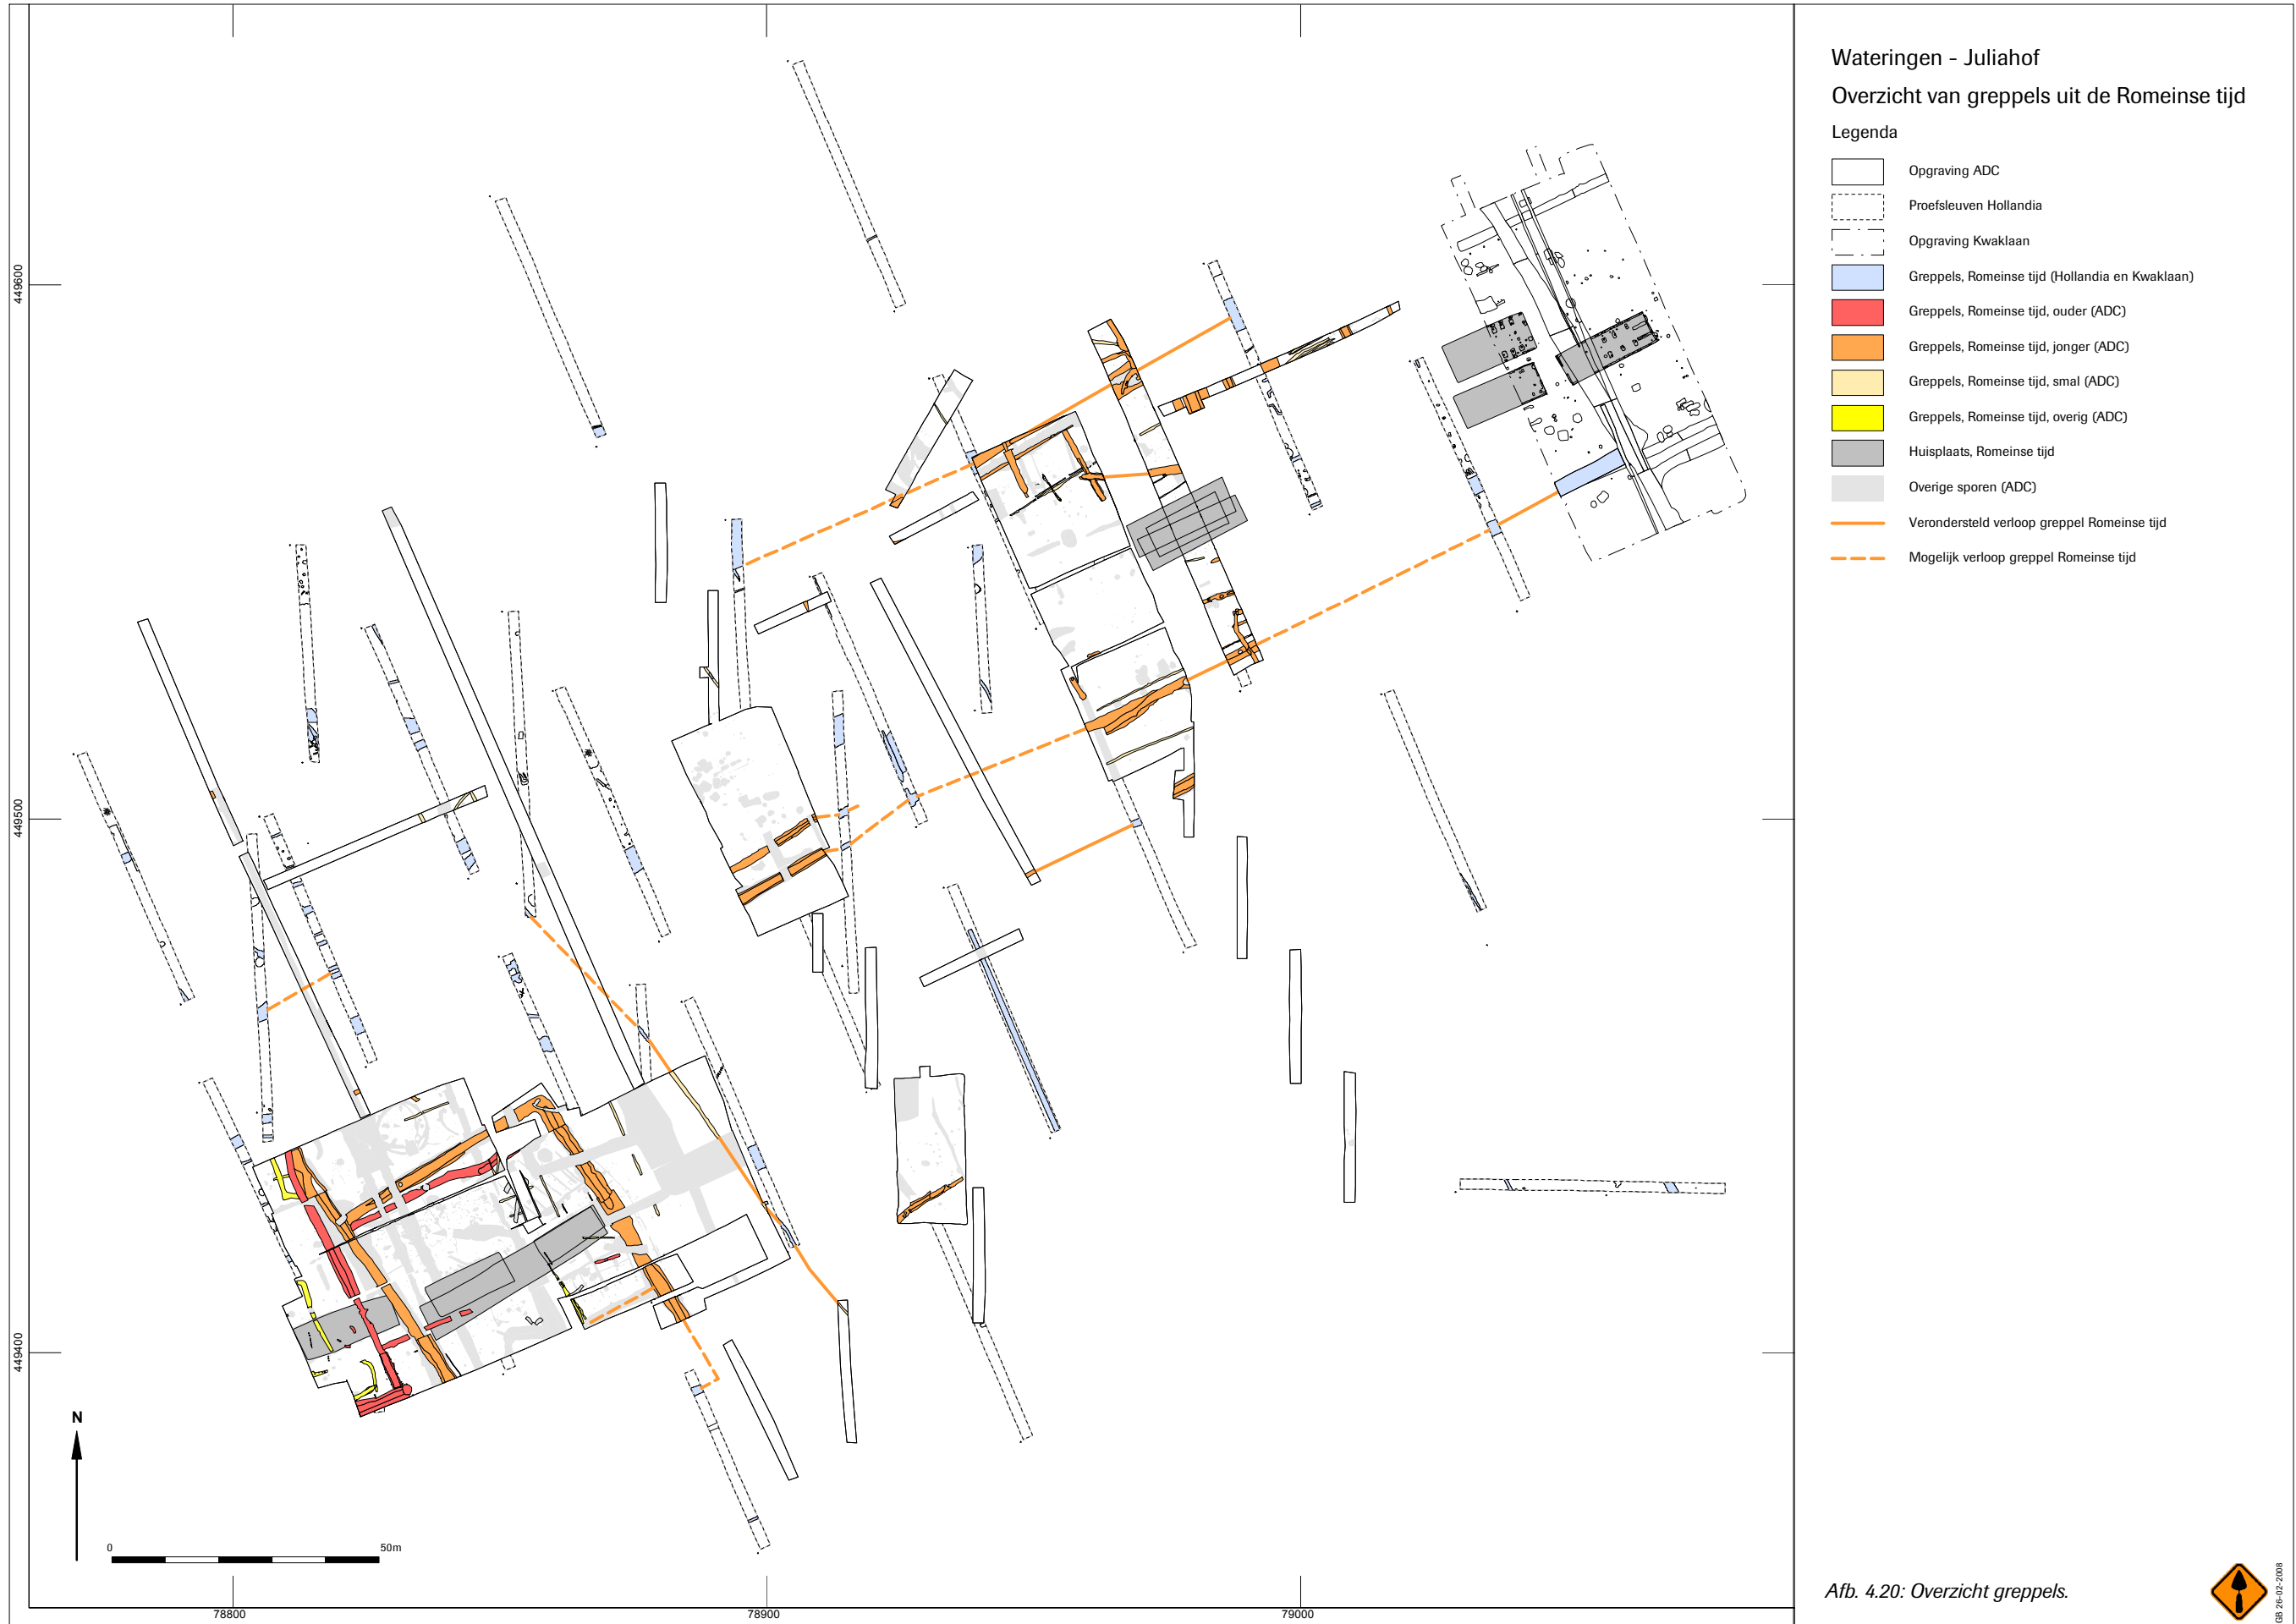 Wateringen - Juliahof
Overzicht van greppels uit de Romeinse tijd
Legenda
Opgraving ADC
Proefsleuven Hollandia
Opgraving Kwaklaan
Greppels, Romeinse tijd (Hollandia en Kwaklaan)
Greppels, Romeinse tijd, ouder (ADC)
Greppels, Romeinse tijd, jonger (ADC)
Greppels, Romeinse tijd, smal (ADC)
Greppels, Romeinse tijd, overig (ADC)
Huisplaats, Romeinse tijd
Overige sporen (ADC)
Verondersteld verloop greppel Romeinse tijd
Mogelijk verloop greppel Romeinse tijd
449600
449500
449400
N
0 50m
78800 78900 79000
Afb. 4.20: Overzicht greppels.
GB 26-02-2008